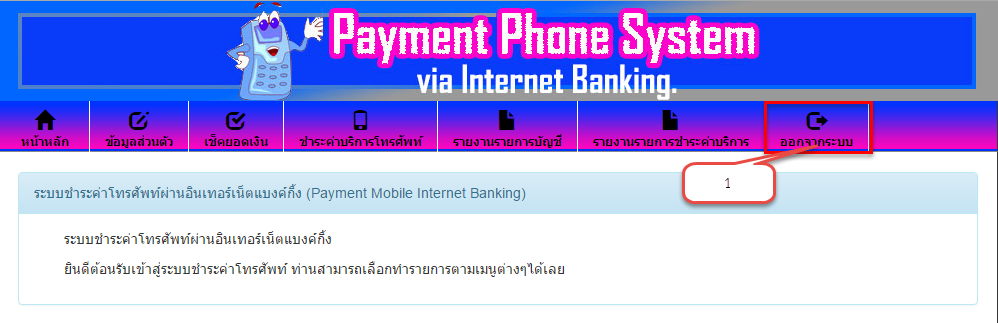 Payment Phone System
via Internet Banking.
หน้าหลัก ข้อมูลส่วนตัว เช็คยอดเงิน ชำระค่าบริการโทรศัพท์ รายงานรายการบัญชี รายงานรายการชำระค่าบริการ ออกจากระบบ
1
ระบบชำระค่าโทรศัพท์ผ่านอินเทอร์เน็ตแบงค์กิ้ง (Payment Mobile Internet Banking)
ระบบชำระค่าโทรศัพท์ผ่านอินเทอร์เน็ตแบงค์กิ้ง
ยินดีต้อนรับเข้าสู่ระบบชำระค่าโทรศัพท์ ท่านสามารถเลือกทำรายการตามเมนูต่างๆได้เลย